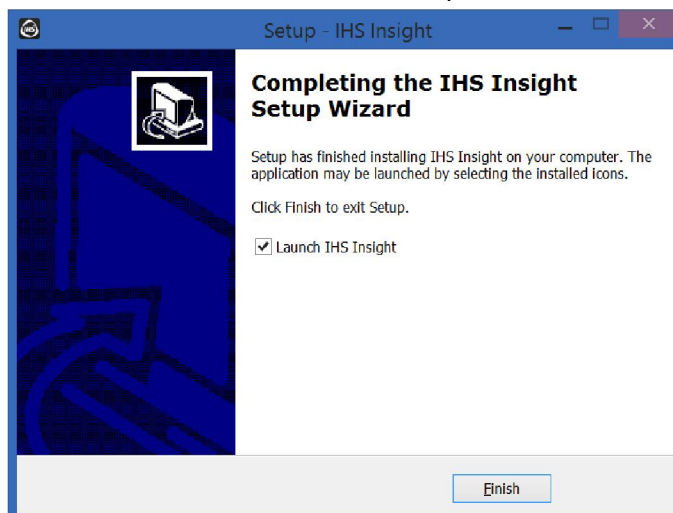 IHS
Setup - IHS Insight
Completing the IHS Insight
Setup Wizard
Setup has finished installing IHS Insight on your computer. The
application may be launched by selecting the installed icons.
Click Finish to exit Setup.
Launch IHS Insight
Finish